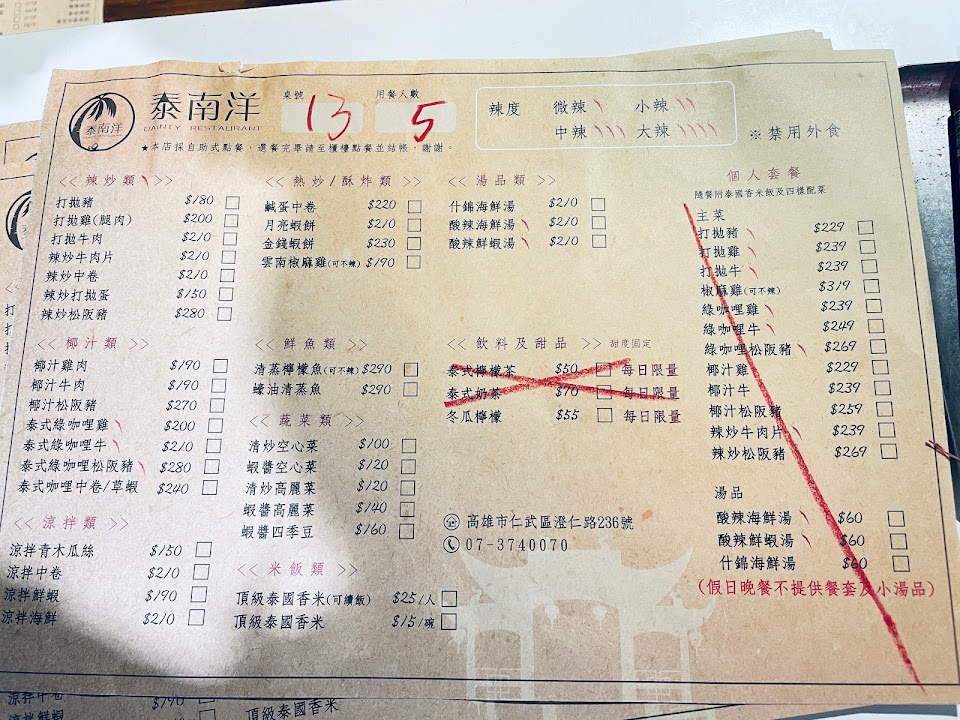 泰南洋
泰南洋
DAINTY RESTAURANT
桌號 13
用餐人數 5
辣度 微辣 小辣
中辣 大辣
※禁用外食
★本店採自助式點餐,選餐完畢請至櫃檯點餐並結帳,謝謝。
<<辣炒類>>
打拋豬 $180
打拋雞(腿肉) $200
打拋牛肉 $210
辣炒牛肉片 $210
辣炒中卷 $210
辣炒打拋蛋 $150
辣炒松阪豬 $280
<<椰汁類>>
椰汁雞肉 $190
椰汁牛肉 $190
椰汁松阪豬 $270
泰式綠咖哩雞 $200
泰式綠咖哩牛 $210
泰式綠咖哩松阪豬 $280
泰式咖哩中卷/草蝦 $240
<<涼拌類>>
涼拌青木瓜絲 $150
涼拌中卷 $210
涼拌鮮蝦 $190
涼拌海鮮 $210
<<熱炒/酥炸類>>
鹹蛋中卷 $220
月亮蝦餅 $210
金錢蝦餅 $230
雲南椒麻雞(可不辣) $190
<<鮮魚類>>
清蒸檸檬魚(可不辣) $290
蠔油清蒸魚 $290
<<蔬菜類>>
清炒空心菜 $100
蝦醬空心菜 $120
清炒高麗菜 $120
蝦醬高麗菜 $140
蝦醬四季豆 $160
<<米飯類>>
頂級泰國香米(可續飯) $25/人
頂級泰國香米 $15/碗
<<湯品類>>
什錦海鮮湯 $210
酸辣海鮮湯 $210
酸辣鮮蝦湯 $210
<<飲料及甜品>> 甜度固定
泰式檸檬茶 $50 每日限量
泰式奶茶 $70 每日限量
冬瓜檸檬 $55 每日限量
高雄市仁武區澄仁路236號
07-3740070
個人套餐
隨餐附泰國香米飯及四樣配菜
主菜
打拋豬 $229
打拋雞 $239
打拋牛 $239
椒麻雞(可不辣) $319
綠咖哩雞 $239
綠咖哩牛 $249
綠咖哩松阪豬 $269
椰汁雞 $229
椰汁牛 $239
椰汁松阪豬 $259
辣炒牛肉片 $239
辣炒松阪豬 $269
湯品
酸辣海鮮湯 $60
酸辣鮮蝦湯 $60
什錦海鮮湯 $60
(假日晚餐不提供餐套及小湯品)
涼拌中卷 $190
涼拌鮮蝦 $210
頂級泰國香米